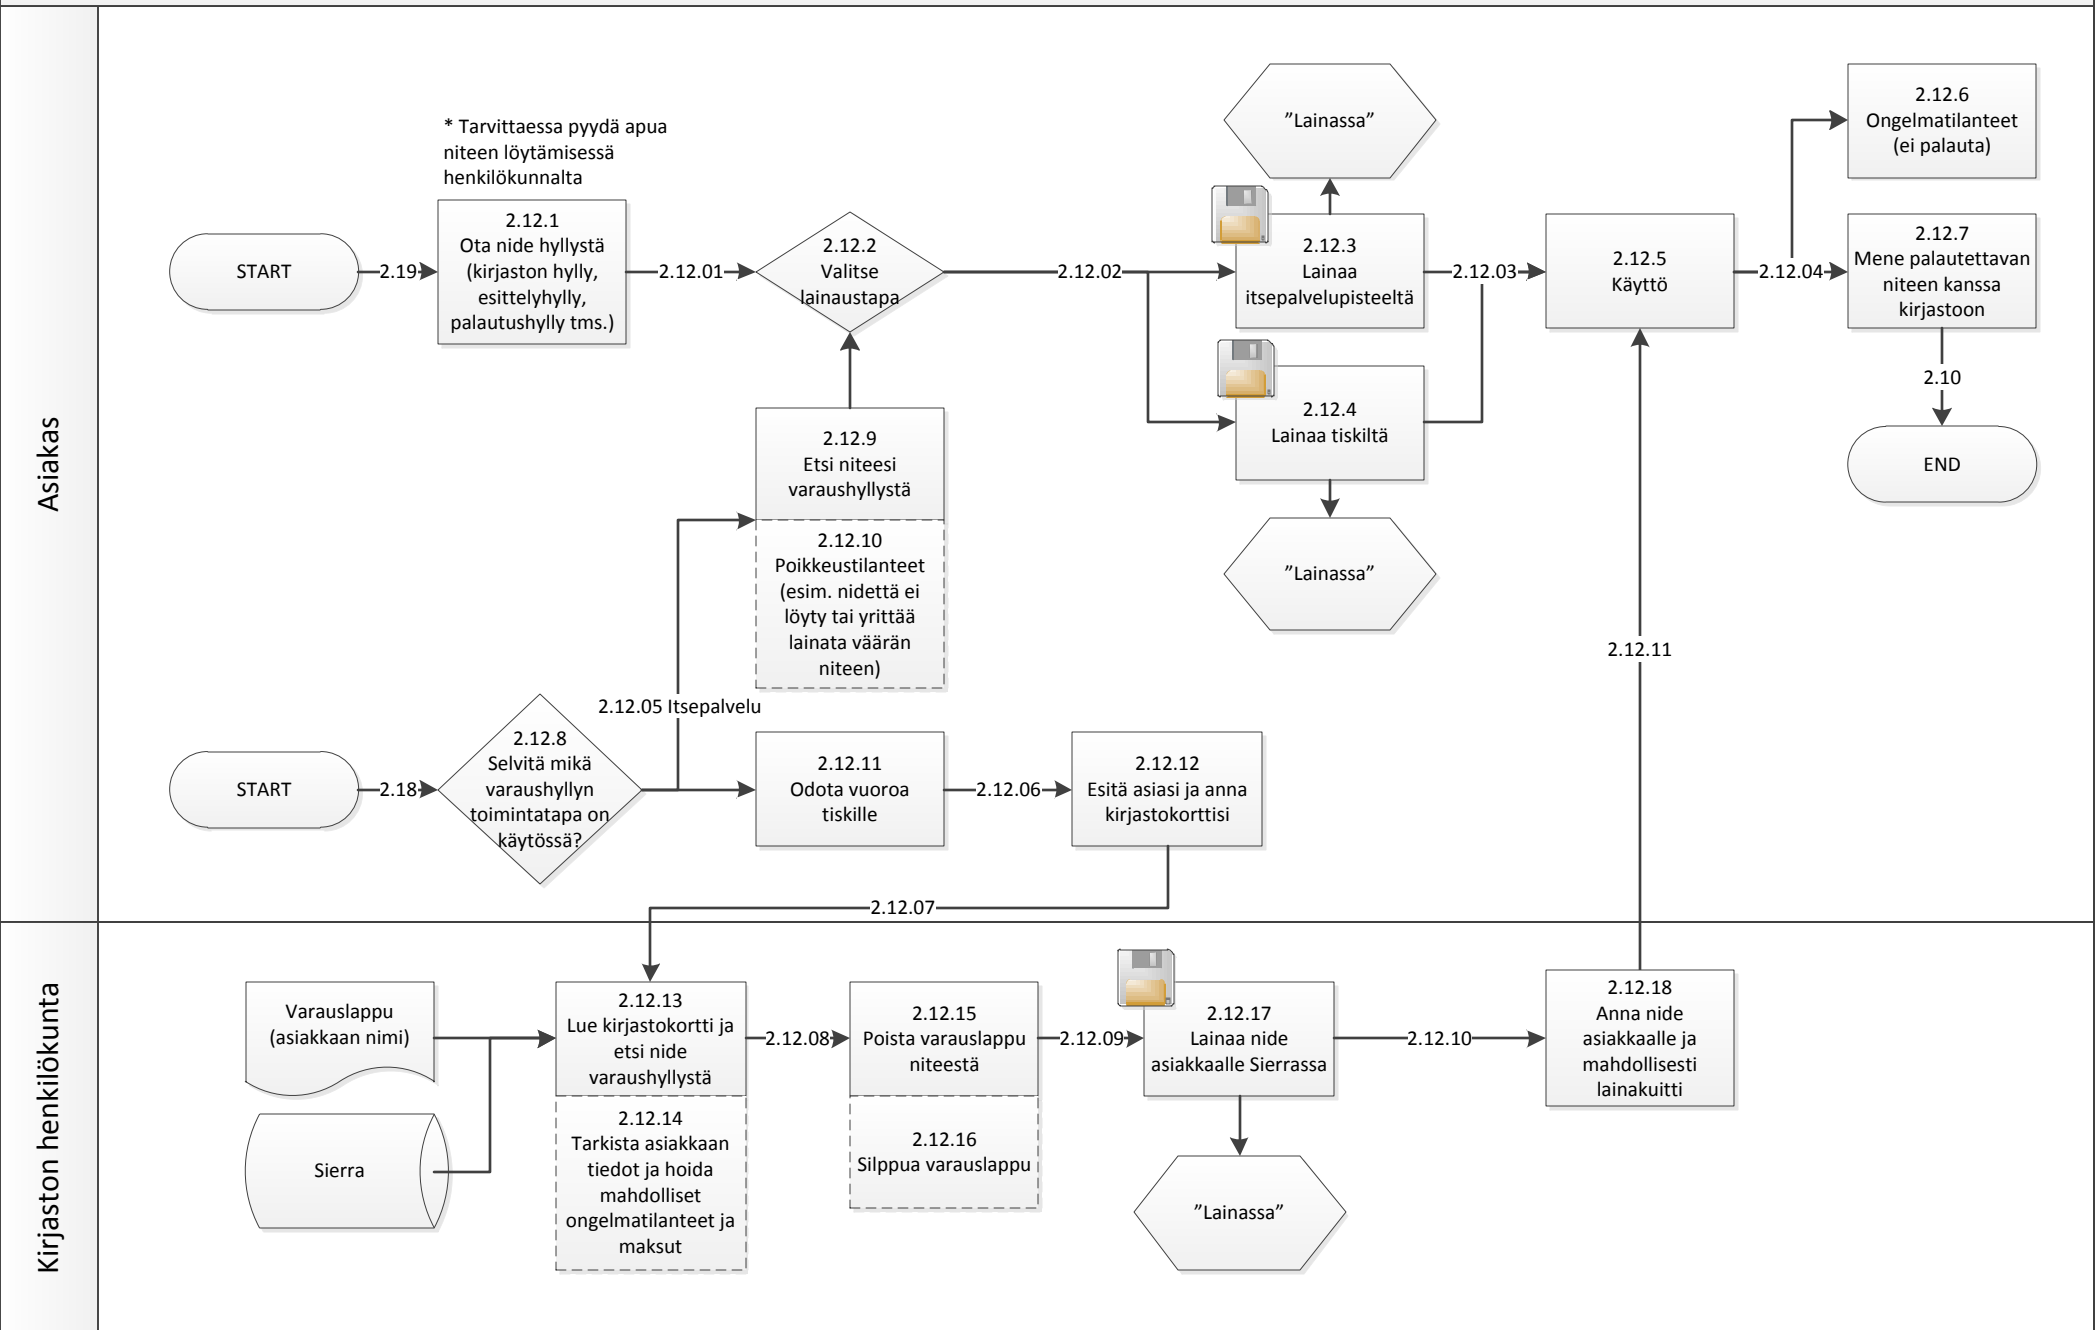 Asiakas
* Tarvittaessa pyydä apua
niteen löytämisessä
henkilökunnalta
START
2.19
2.12.1
Ota nide hyllystä
(kirjaston hylly,
esittelyhylly,
palautushylly tms.)
2.12.01
2.12.2
Valitse
lainaustapa
2.12.02
”Lainassa”
2.12.3
Lainaa
itsepalvelupisteeltä
2.12.03
2.12.4
Lainaa tiskiltä
”Lainassa”
2.12.5
Käyttö
2.12.04
2.12.6
Ongelmatilanteet
(ei palauta)
2.12.7
Mene palautettavan
niteen kanssa
kirjastoon
2.10
END
2.12.9
Etsi niteesi
varaushyllystä
2.12.10
Poikkeustilanteet
(esim. nidettä ei
löyty tai yrittää
lainata väärän
niteen)
2.12.05 Itsepalvelu
START
2.18
2.12.8
Selvitä mikä
varaushyllyn
toimintatapa on
käytössä?
2.12.11
Odota vuoroa
tiskille
2.12.06
2.12.12
Esitä asiasi ja anna
kirjastokorttisi
2.12.07
2.12.11
Kirjaston henkilökunta
Varauslappu
(asiakkaan nimi)
Sierra
2.12.13
Lue kirjastokortti ja
etsi nide
varaushyllystä
2.12.14
Tarkista asiakkaan
tiedot ja hoida
mahdolliset
ongelmatilanteet ja
maksut
2.12.08
2.12.15
Poista varauslappu
niteestä
2.12.16
Silppua varauslappu
2.12.09
2.12.17
Lainaa nide
asiakkaalle Sierrassa
”Lainassa”
2.12.10
2.12.18
Anna nide
asiakkaalle ja
mahdollisesti
lainakuitti